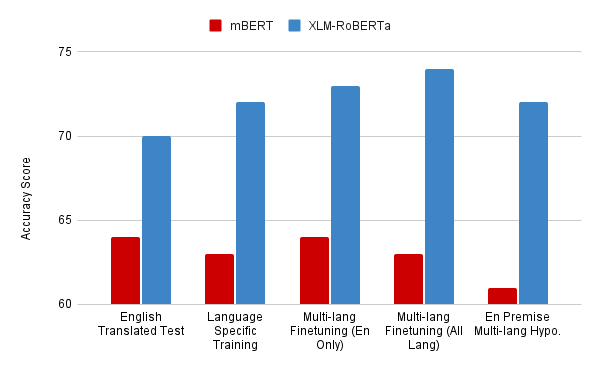 mBERT XLM-RoBERTa
75
70
65
60
Accuracy Score
English
Translated Test
Language
Specific
Training
Multi-lang
Finetuning (En
Only)
Multi-lang
Finetuning (All
Lang)
En Premise
Multi-lang Hypo.